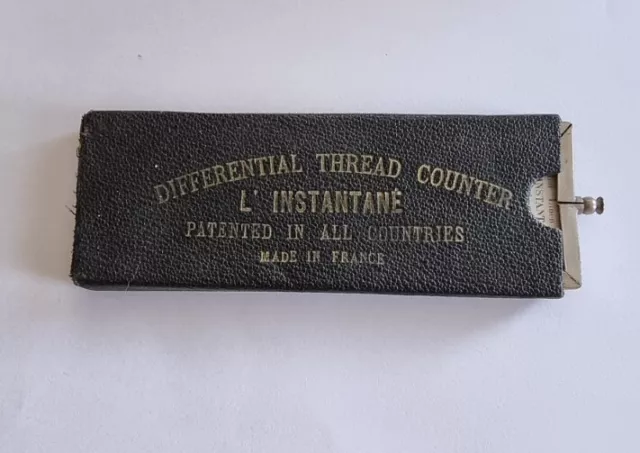 DIFFERENTIAL THREAD COUNTER
L' INSTANTANÉ
PATENTED IN ALL COUNTRIES
MADE IN FRANCE